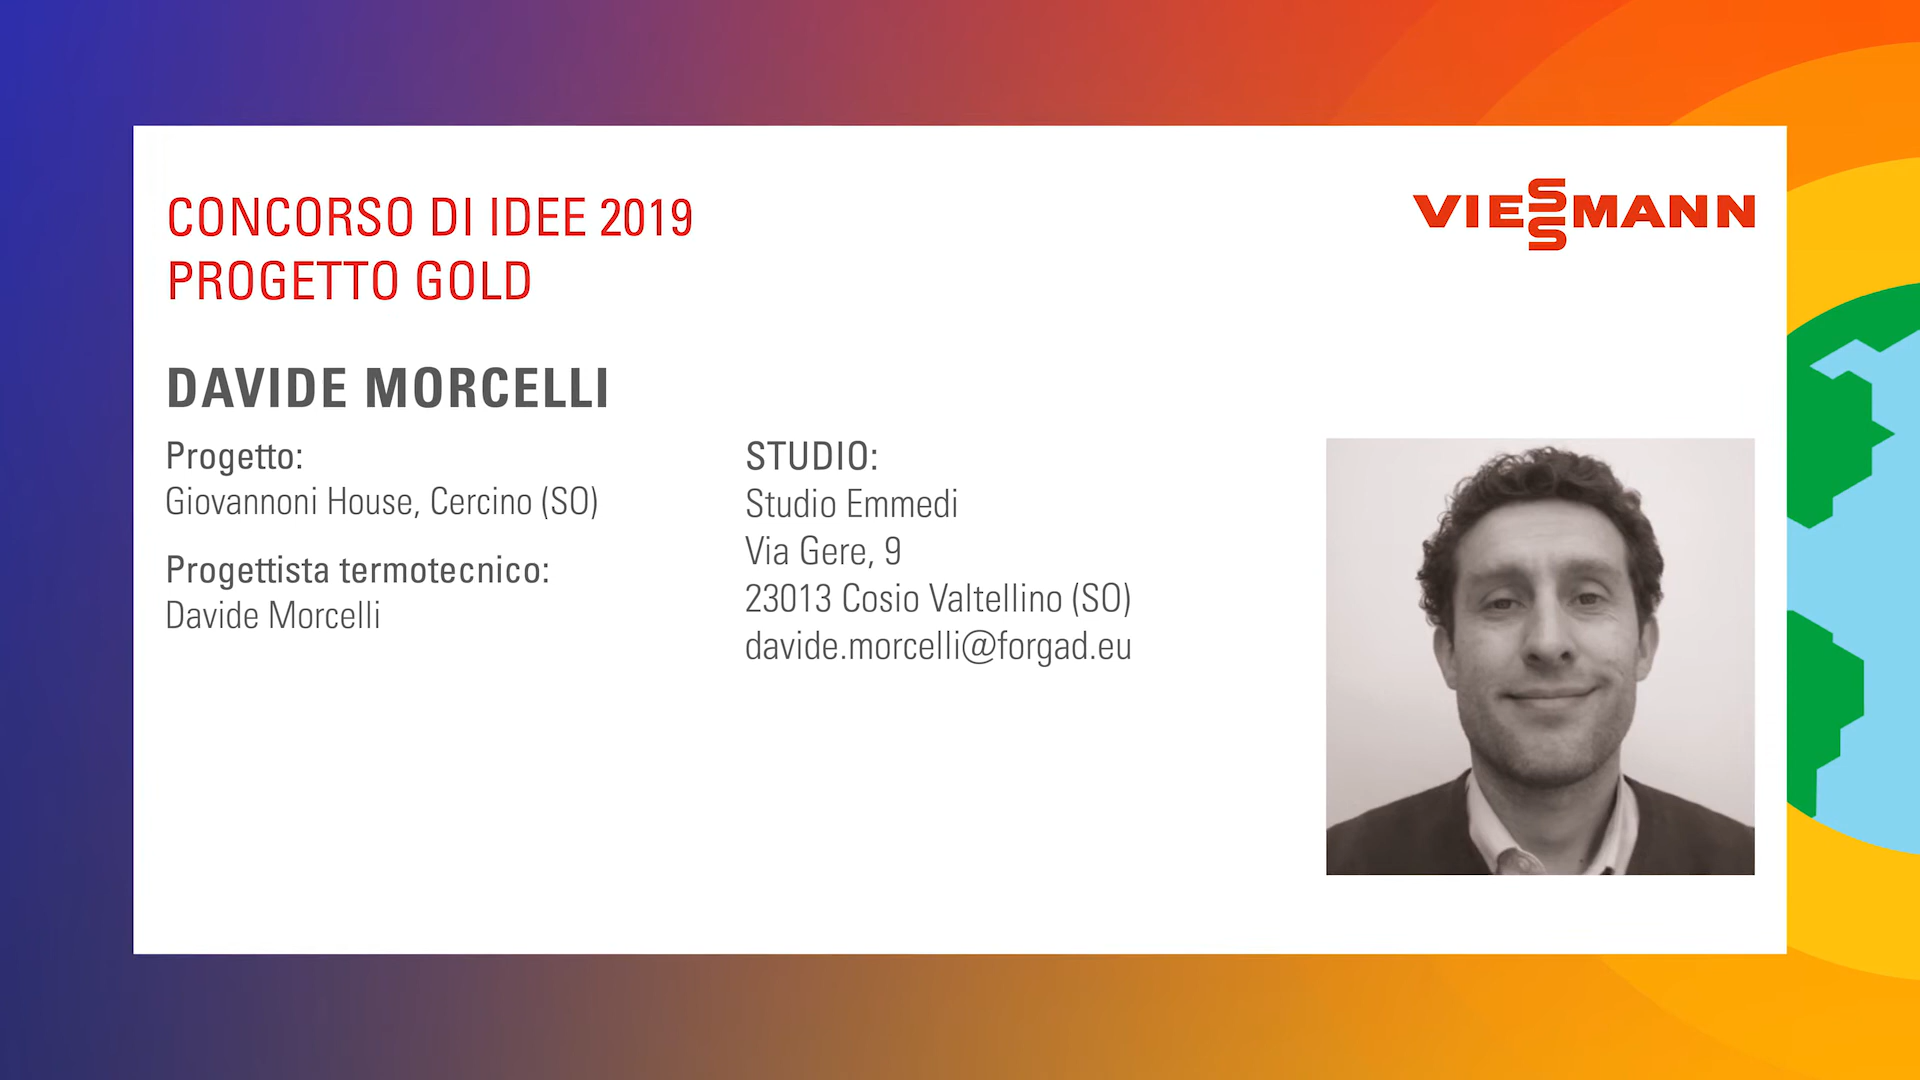 CONCORSO DI IDEE 2019
PROGETTO GOLD
VIESSMANN
DAVIDE MORCELLI
Progetto:
Giovannoni House, Cercino (SO)
Progettista termotecnico:
Davide Morcelli
STUDIO:
Studio Emmedi
Via Gere, 9
23013 Cosio Valtellino (SO)
davide.morcelli@forgad.eu